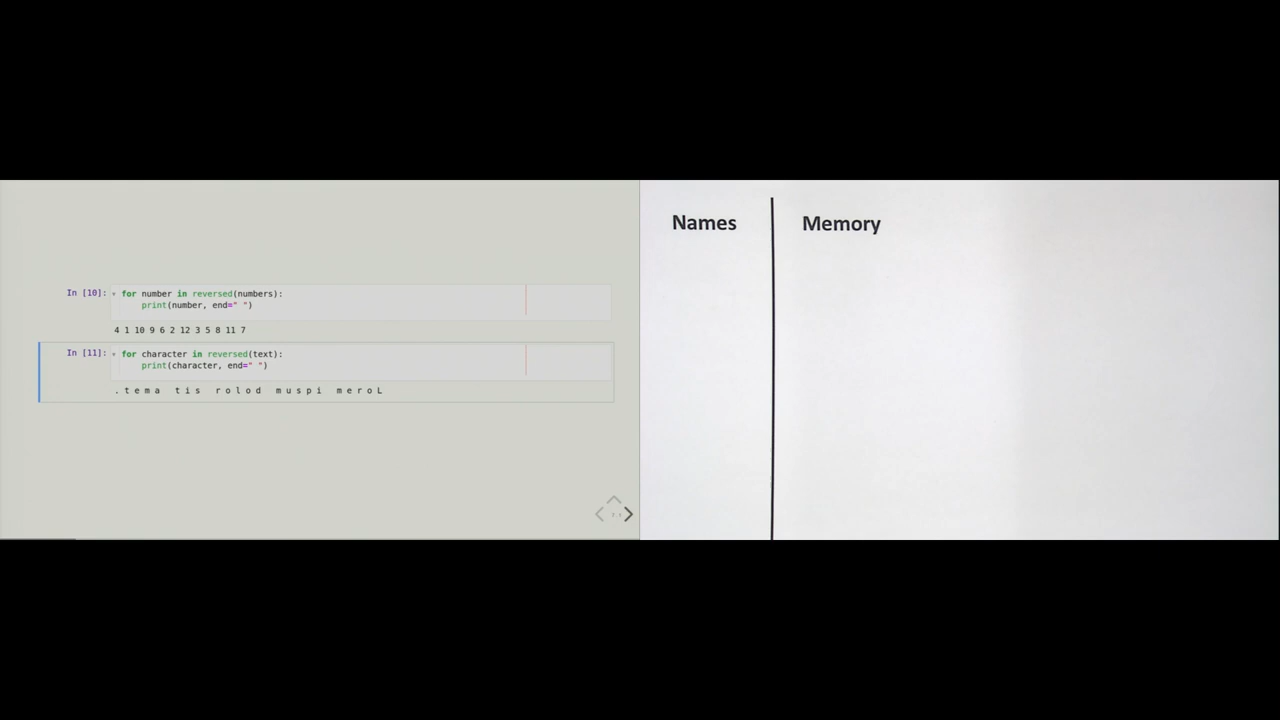 In [10]: for number in reversed(numbers):
print(number, end=" ")
4 1 10 9 6 2 12 3 5 8 11 7
In [11]: for character in reversed(text):
print(character, end=" ")
. t e m a   t i s   r o l o d   m u s p i   m e r o L
Names
Memory